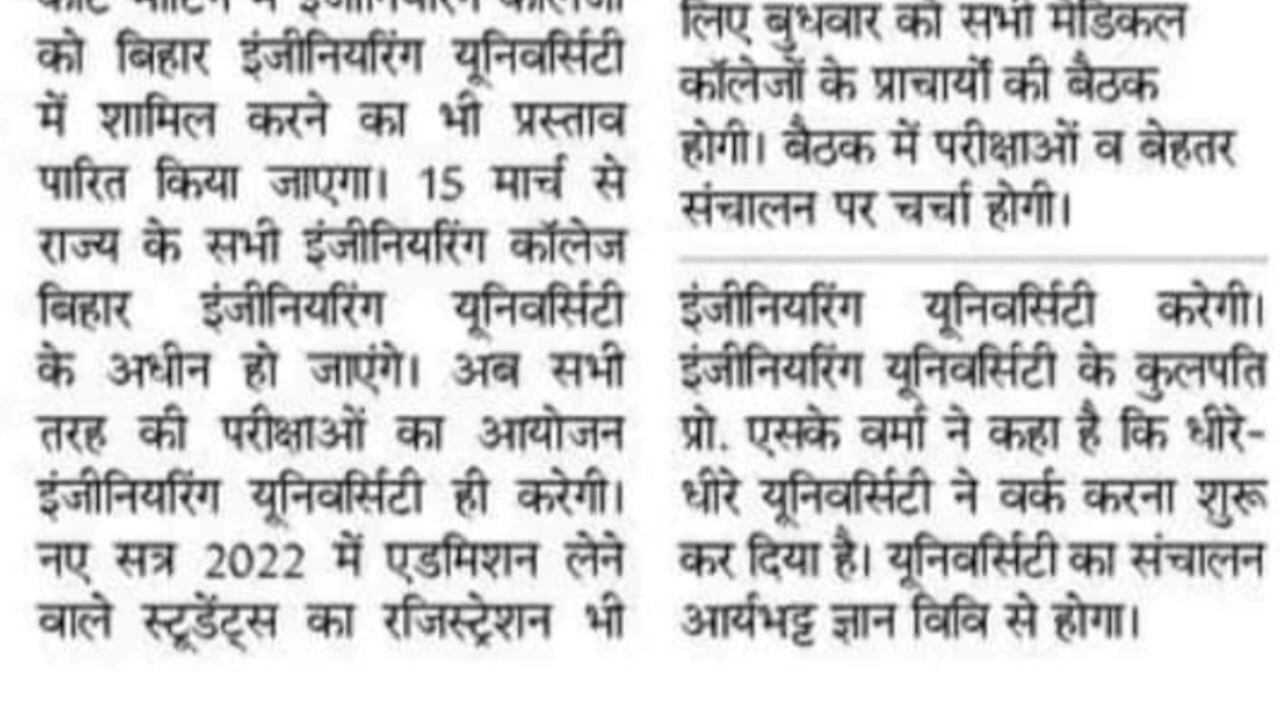 को बिहार इंजीनियरिंग यूनिवर्सिटी
में शामिल करने का भी प्रस्ताव
पारित किया जाएगा। 15 मार्च से
राज्य के सभी इंजीनियरिंग कॉलेज
बिहार इंजीनियरिंग यूनिवर्सिटी
के अधीन हो जाएंगे। अब सभी
तरह की परीक्षाओं का आयोजन
इंजीनियरिंग यूनिवर्सिटी ही करेगी।
नए सत्र 2022 में एडमिशन लेने
वाले स्टूडेंट्स का रजिस्ट्रेशन भी
लिए बुधवार को सभी मेडिकल
कॉलेजों के प्राचार्यों की बैठक
होगी। बैठक में परीक्षाओं व बेहतर
संचालन पर चर्चा होगी।
इंजीनियरिंग यूनिवर्सिटी करेगी।
इंजीनियरिंग यूनिवर्सिटी के कुलपति
प्रो. एसके वर्मा ने कहा है कि धीरे-
धीरे यूनिवर्सिटी ने वर्क करना शुरू
कर दिया है। यूनिवर्सिटी का संचालन
आर्यभट्ट ज्ञान विवि से होगा।